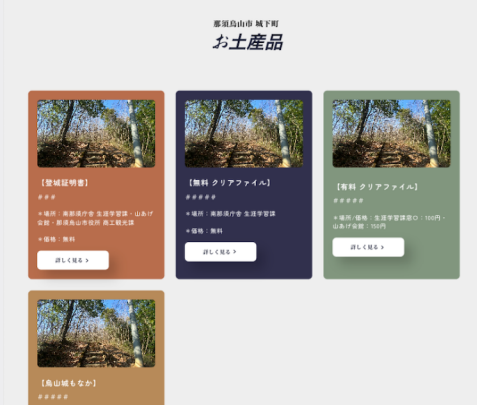 那須烏山市 城下町
お土産品
【登城証明書】
###
＊場所：南那須庁舎 生涯学習課・山あげ
会館・那須烏山市役所 商工観光課
＊価格：無料
詳しく見る >
【無料 クリアファイル】
#####
＊場所：南那須庁舎 生涯学習課
＊価格：無料
詳しく見る >
【有料 クリアファイル】
#####
＊場所/価格：生涯学習課窓口：100円・
山あげ会館：150円
詳しく見る >
【烏山城もなか】
#####